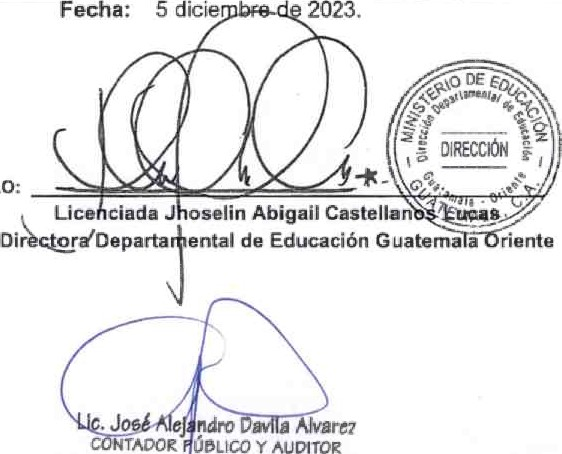 Fecha: 5 diciembre de 2023.
MINISTERIO DE EDUCACIÓN
Dirección Departamental de Educación
DIRECCIÓN
Guatemala - Oriente
GUATEMALA, C.A.
LO:
Licenciada Jhoselin Abigail Castellanos Lucas
Directora Departamental de Educación Guatemala Oriente
Lic. José Alejandro Davila Alvarez
CONTADOR PÚBLICO Y AUDITOR